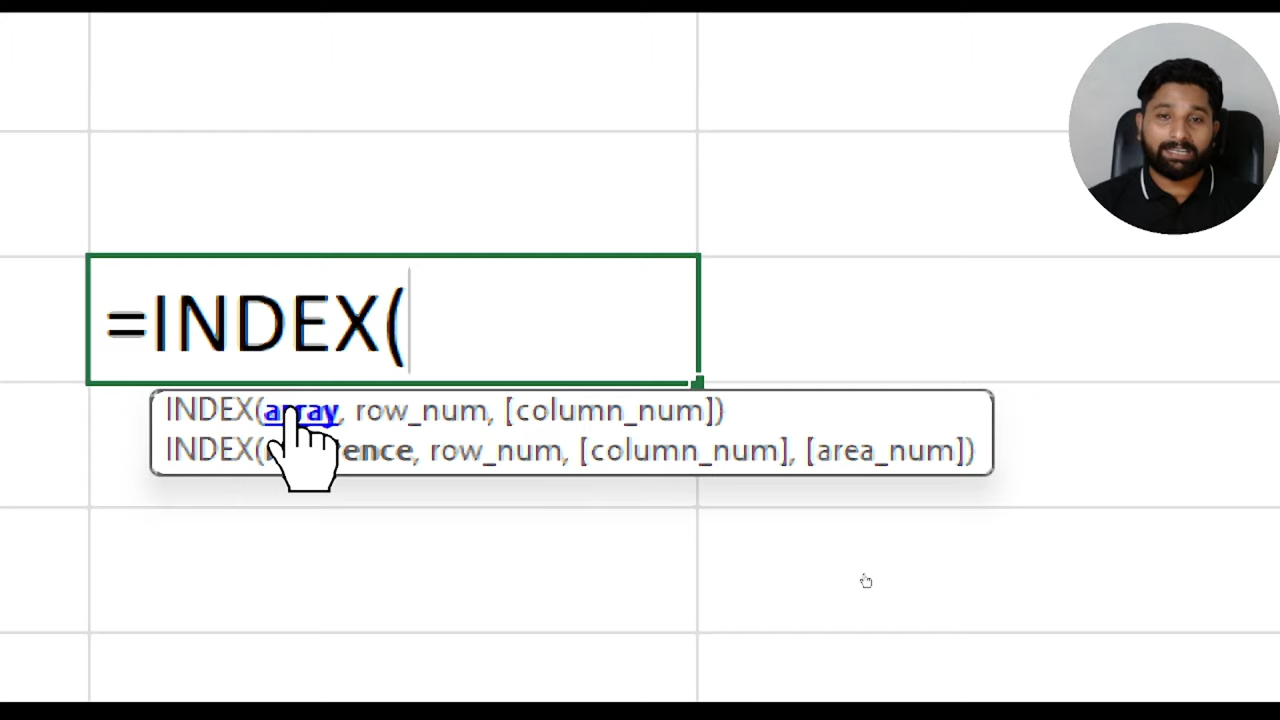 =INDEX(
INDEX(array, row_num, [column_num])
INDEX( ence, row_num, [column_num], [area_num])